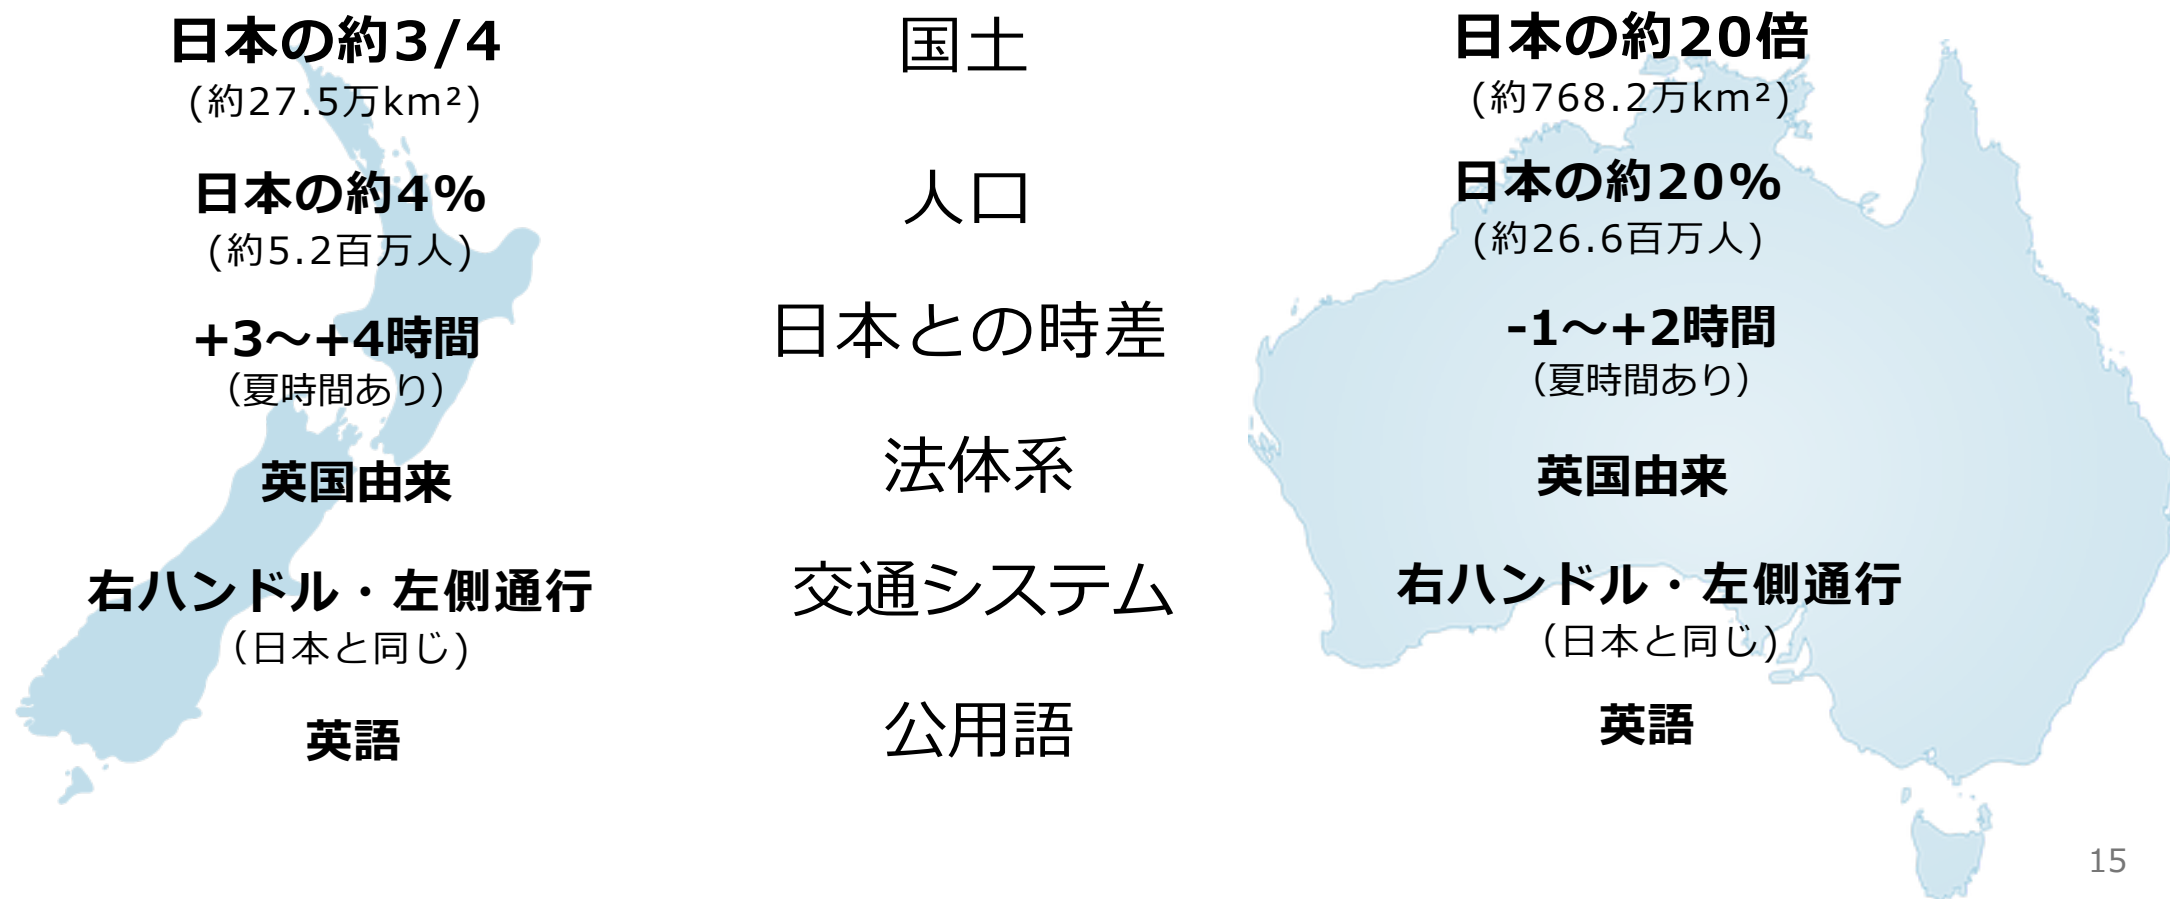 日本の約3/4
(約27.5万km²)
国土
日本の約20倍
(約768.2万km²)
日本の約4%
(約5.2百万人)
人口
日本の約20%
(約26.6百万人)
+3～+4時間
（夏時間あり）
日本との時差
-1～+2時間
（夏時間あり）
英国由来
法体系
英国由来
右ハンドル・左側通行
（日本と同じ)
交通システム
右ハンドル・左側通行
（日本と同じ)
英語
公用語
英語
15